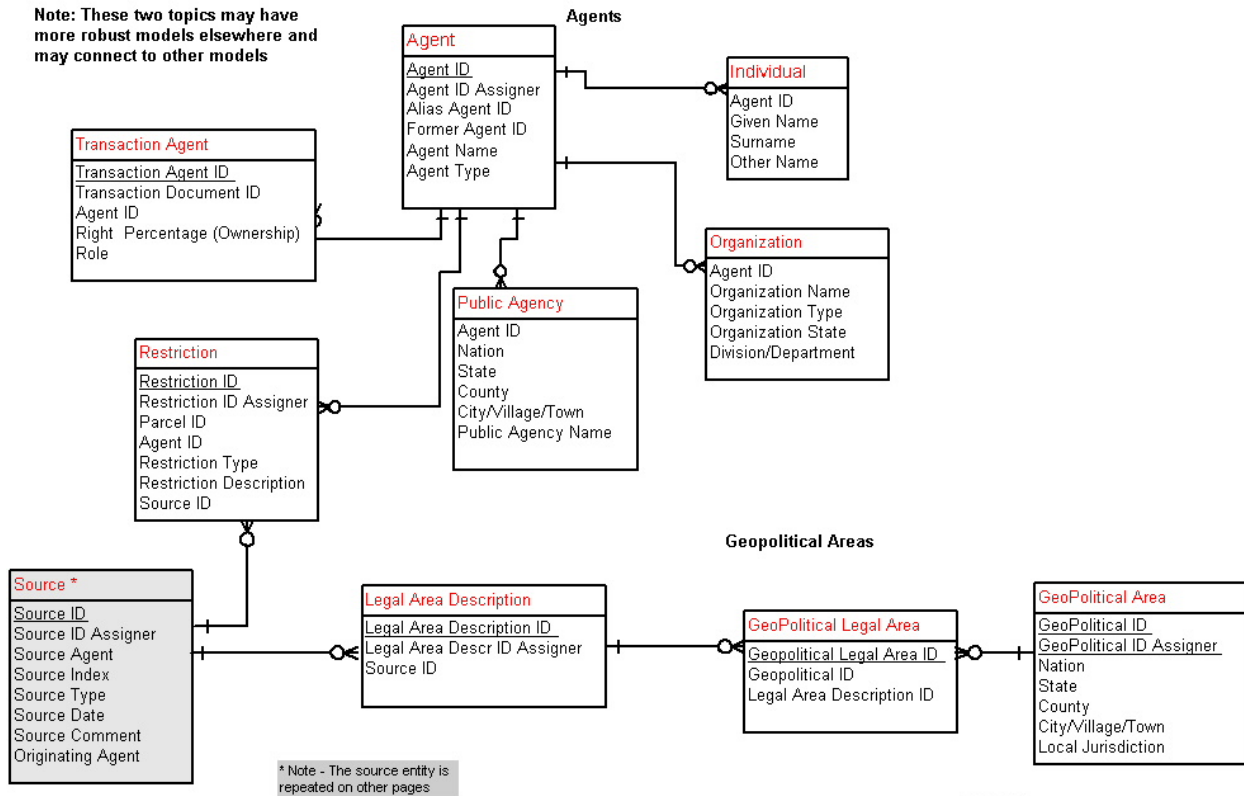 Note: These two topics may have
more robust models elsewhere and
may connect to other models
Agents
Agent
Agent ID
Agent ID Assigner
Alias Agent ID
Former Agent ID
Agent Name
Agent Type
Individual
Agent ID
Given Name
Surname
Other Name
Transaction Agent
Transaction Agent ID
Transaction Document ID
Agent ID
Right Percentage (Ownership)
Role
Organization
Agent ID
Organization Name
Organization Type
Organization State
Division/Department
Public Agency
Agent ID
Nation
State
County
City/Village/Town
Public Agency Name
Restriction
Restriction ID
Restriction ID Assigner
Parcel ID
Agent ID
Restriction Type
Restriction Description
Source ID
Geopolitical Areas
Source *
Source ID
Source ID Assigner
Source Agent
Source Index
Source Type
Source Date
Source Comment
Originating Agent
Legal Area Description
Legal Area Description ID
Legal Area Descr ID Assigner
Source ID
GeoPolitical Legal Area
Geopolitical Legal Area ID
Geopolitical ID
Legal Area Description ID
GeoPolitical Area
GeoPolitical ID
GeoPolitical ID Assigner
Nation
State
County
City/Village/Town
Local Jurisdiction
* Note - The source entity is
repeated on other pages